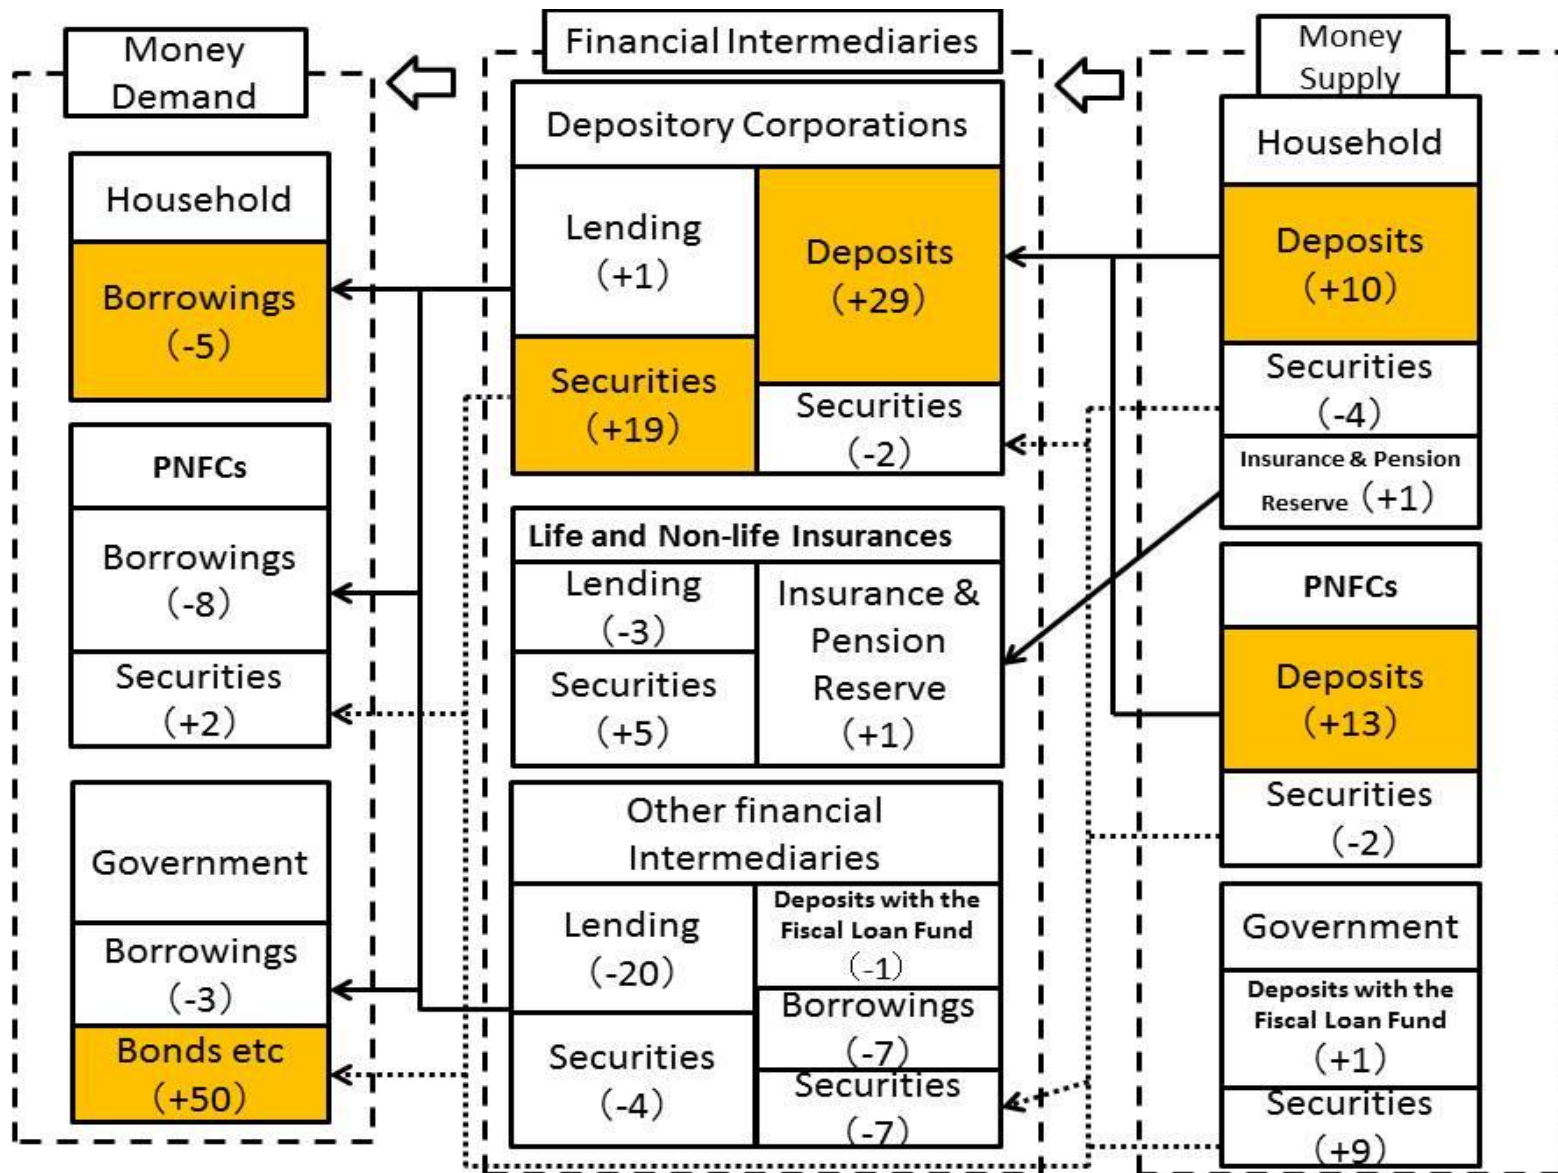 Money
Demand
Household
Borrowings
（-5）
PNFCs
Borrowings
（-8）
Securities
（+2）
Government
Borrowings
（-3）
Bonds etc
（+50）
Financial Intermediaries
Depository Corporations
Lending
（+1）
Securities
（+19）
Deposits
（+29）
Securities
（-2）
Life and Non-life Insurances
Lending
（-3）
Securities
（+5）
Insurance &
Pension
Reserve
（+1）
Other financial
Intermediaries
Lending
（-20）
Securities
（-4）
Deposits with the
Fiscal Loan Fund
（-1）
Borrowings
（-7）
Securities
（-7）
Money
Supply
Household
Deposits
（+10）
Securities
（-4）
Insurance & Pension
Reserve（+1）
PNFCs
Deposits
（+13）
Securities
（-2）
Government
Deposits with the
Fiscal Loan Fund
（+1）
Securities
（+9）